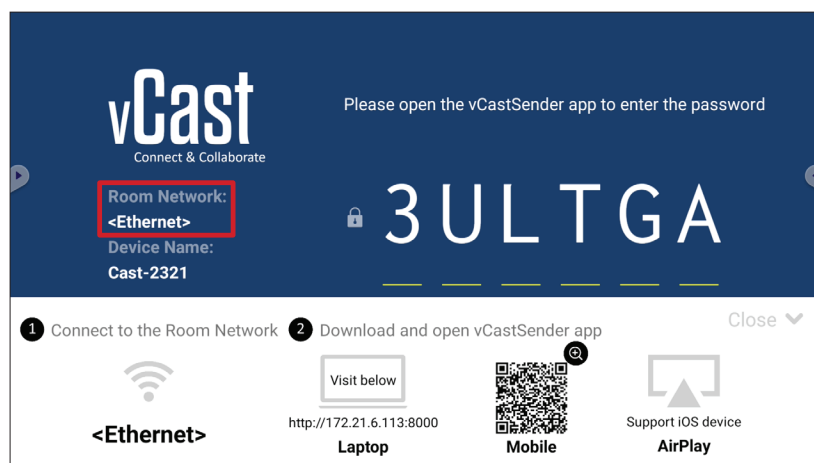 vCast
Connect & Collaborate
Please open the vCastSender app to enter the password
Room Network:
<Ethernet>
Device Name:
Cast-2321
3ULTGA
1 Connect to the Room Network
2 Download and open vCastSender app
Close
<Ethernet>
Visit below
http://172.21.6.113:8000
Laptop
Mobile
Support iOS device
AirPlay